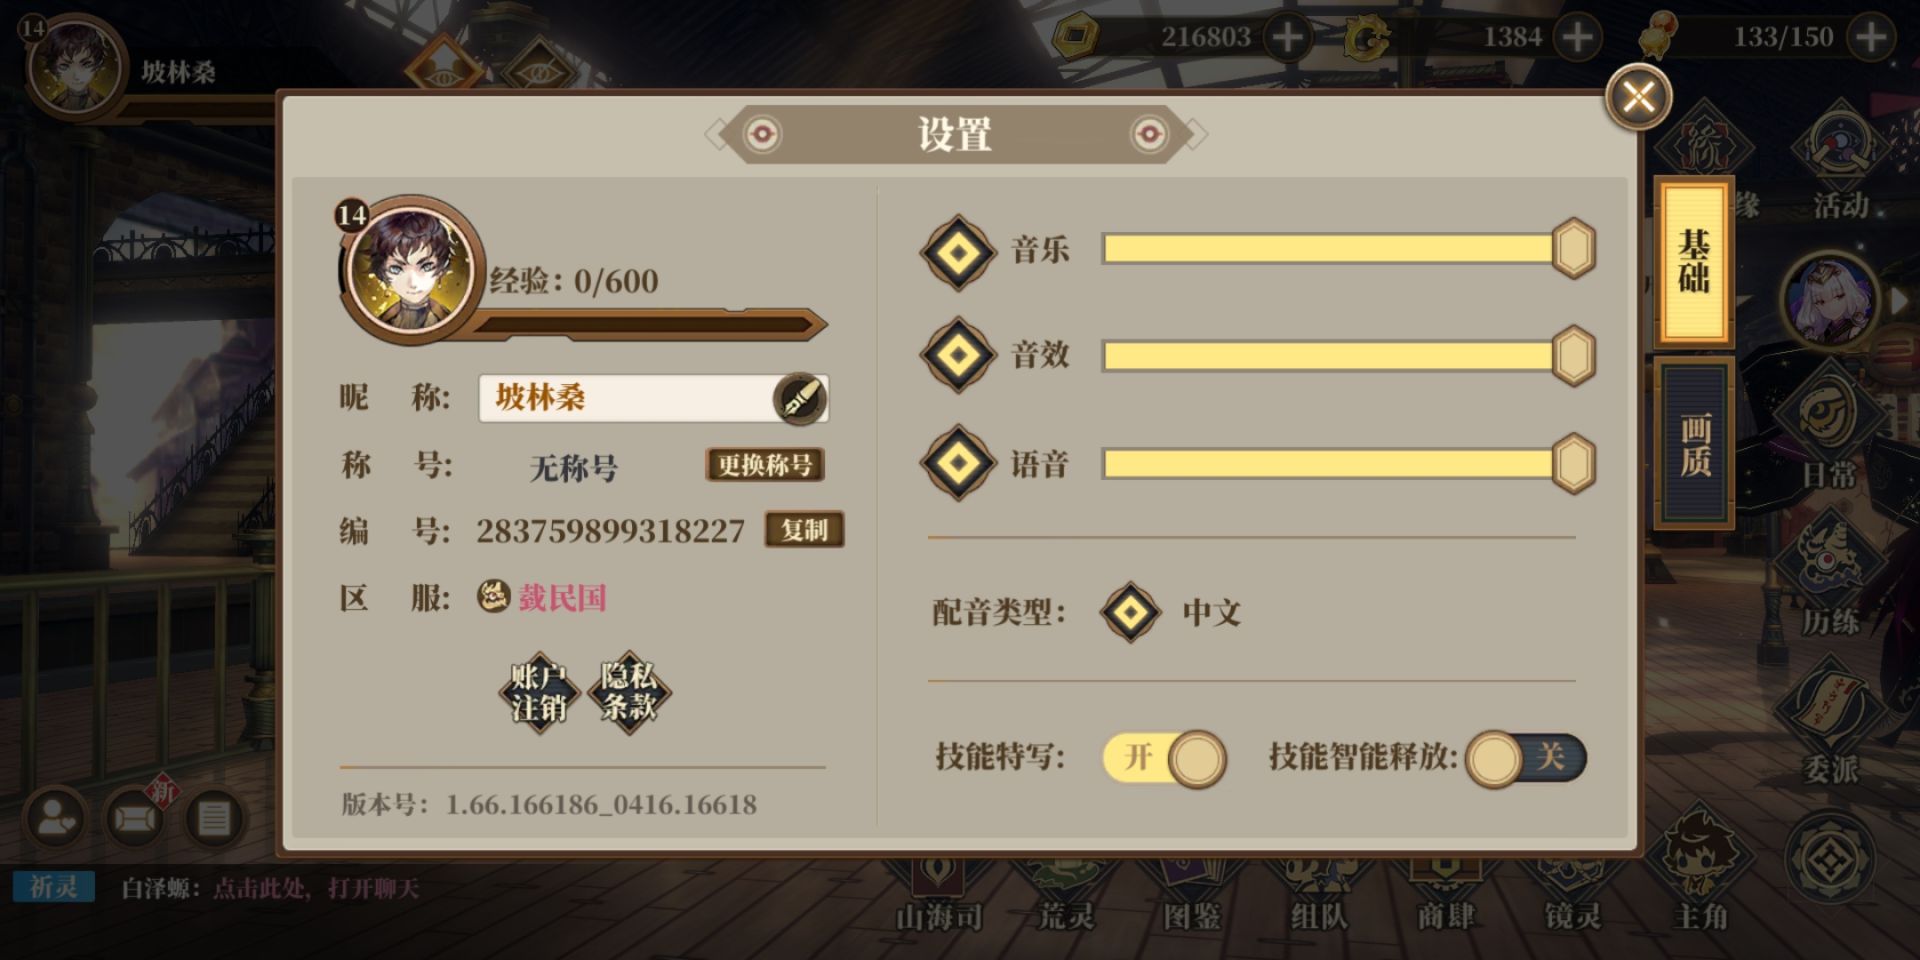 14
坡林桑
216803
1384
133/150
设置
14
经验：0/600
昵 称：
坡林桑
称 号：
无称号
更换称号
编 号：
283759899318227
复制
区 服：
臷民国
账户
注销
隐私
条款
版本号：1.66.166186_0416.16618
音乐
音效
语音
配音类型：
中文
技能特写：
开
技能智能释放：
关
基础
画质
缘
缘
活动
日常
历练
委派
新
祈灵
白泽螈：点击此处，打开聊天
山海司
荒灵
图鉴
组队
商肆
镜灵
主角